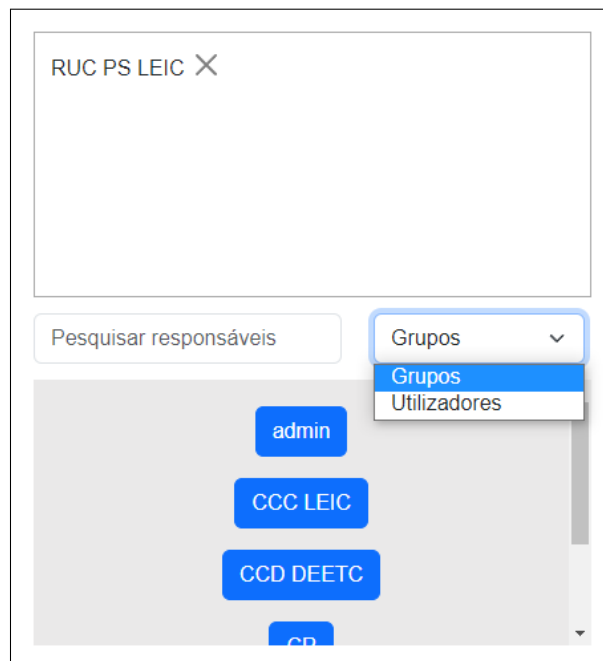 RUC PS LEIC
Pesquisar responsáveis
Grupos
Grupos
Utilizadores
admin
CCC LEIC
CCD DEETC